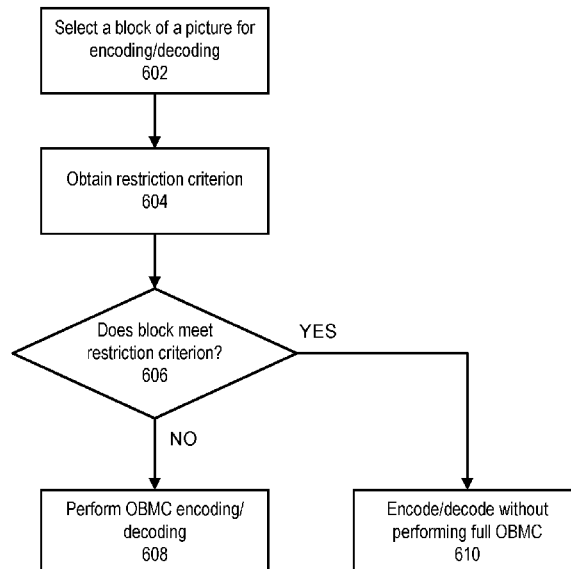 Select a block of a picture for
encoding/decoding
602
Obtain restriction criterion
604
Does block meet
restriction criterion?
606
YES
NO
Perform OBMC encoding/
decoding
608
Encode/decode without
performing full OBMC
610